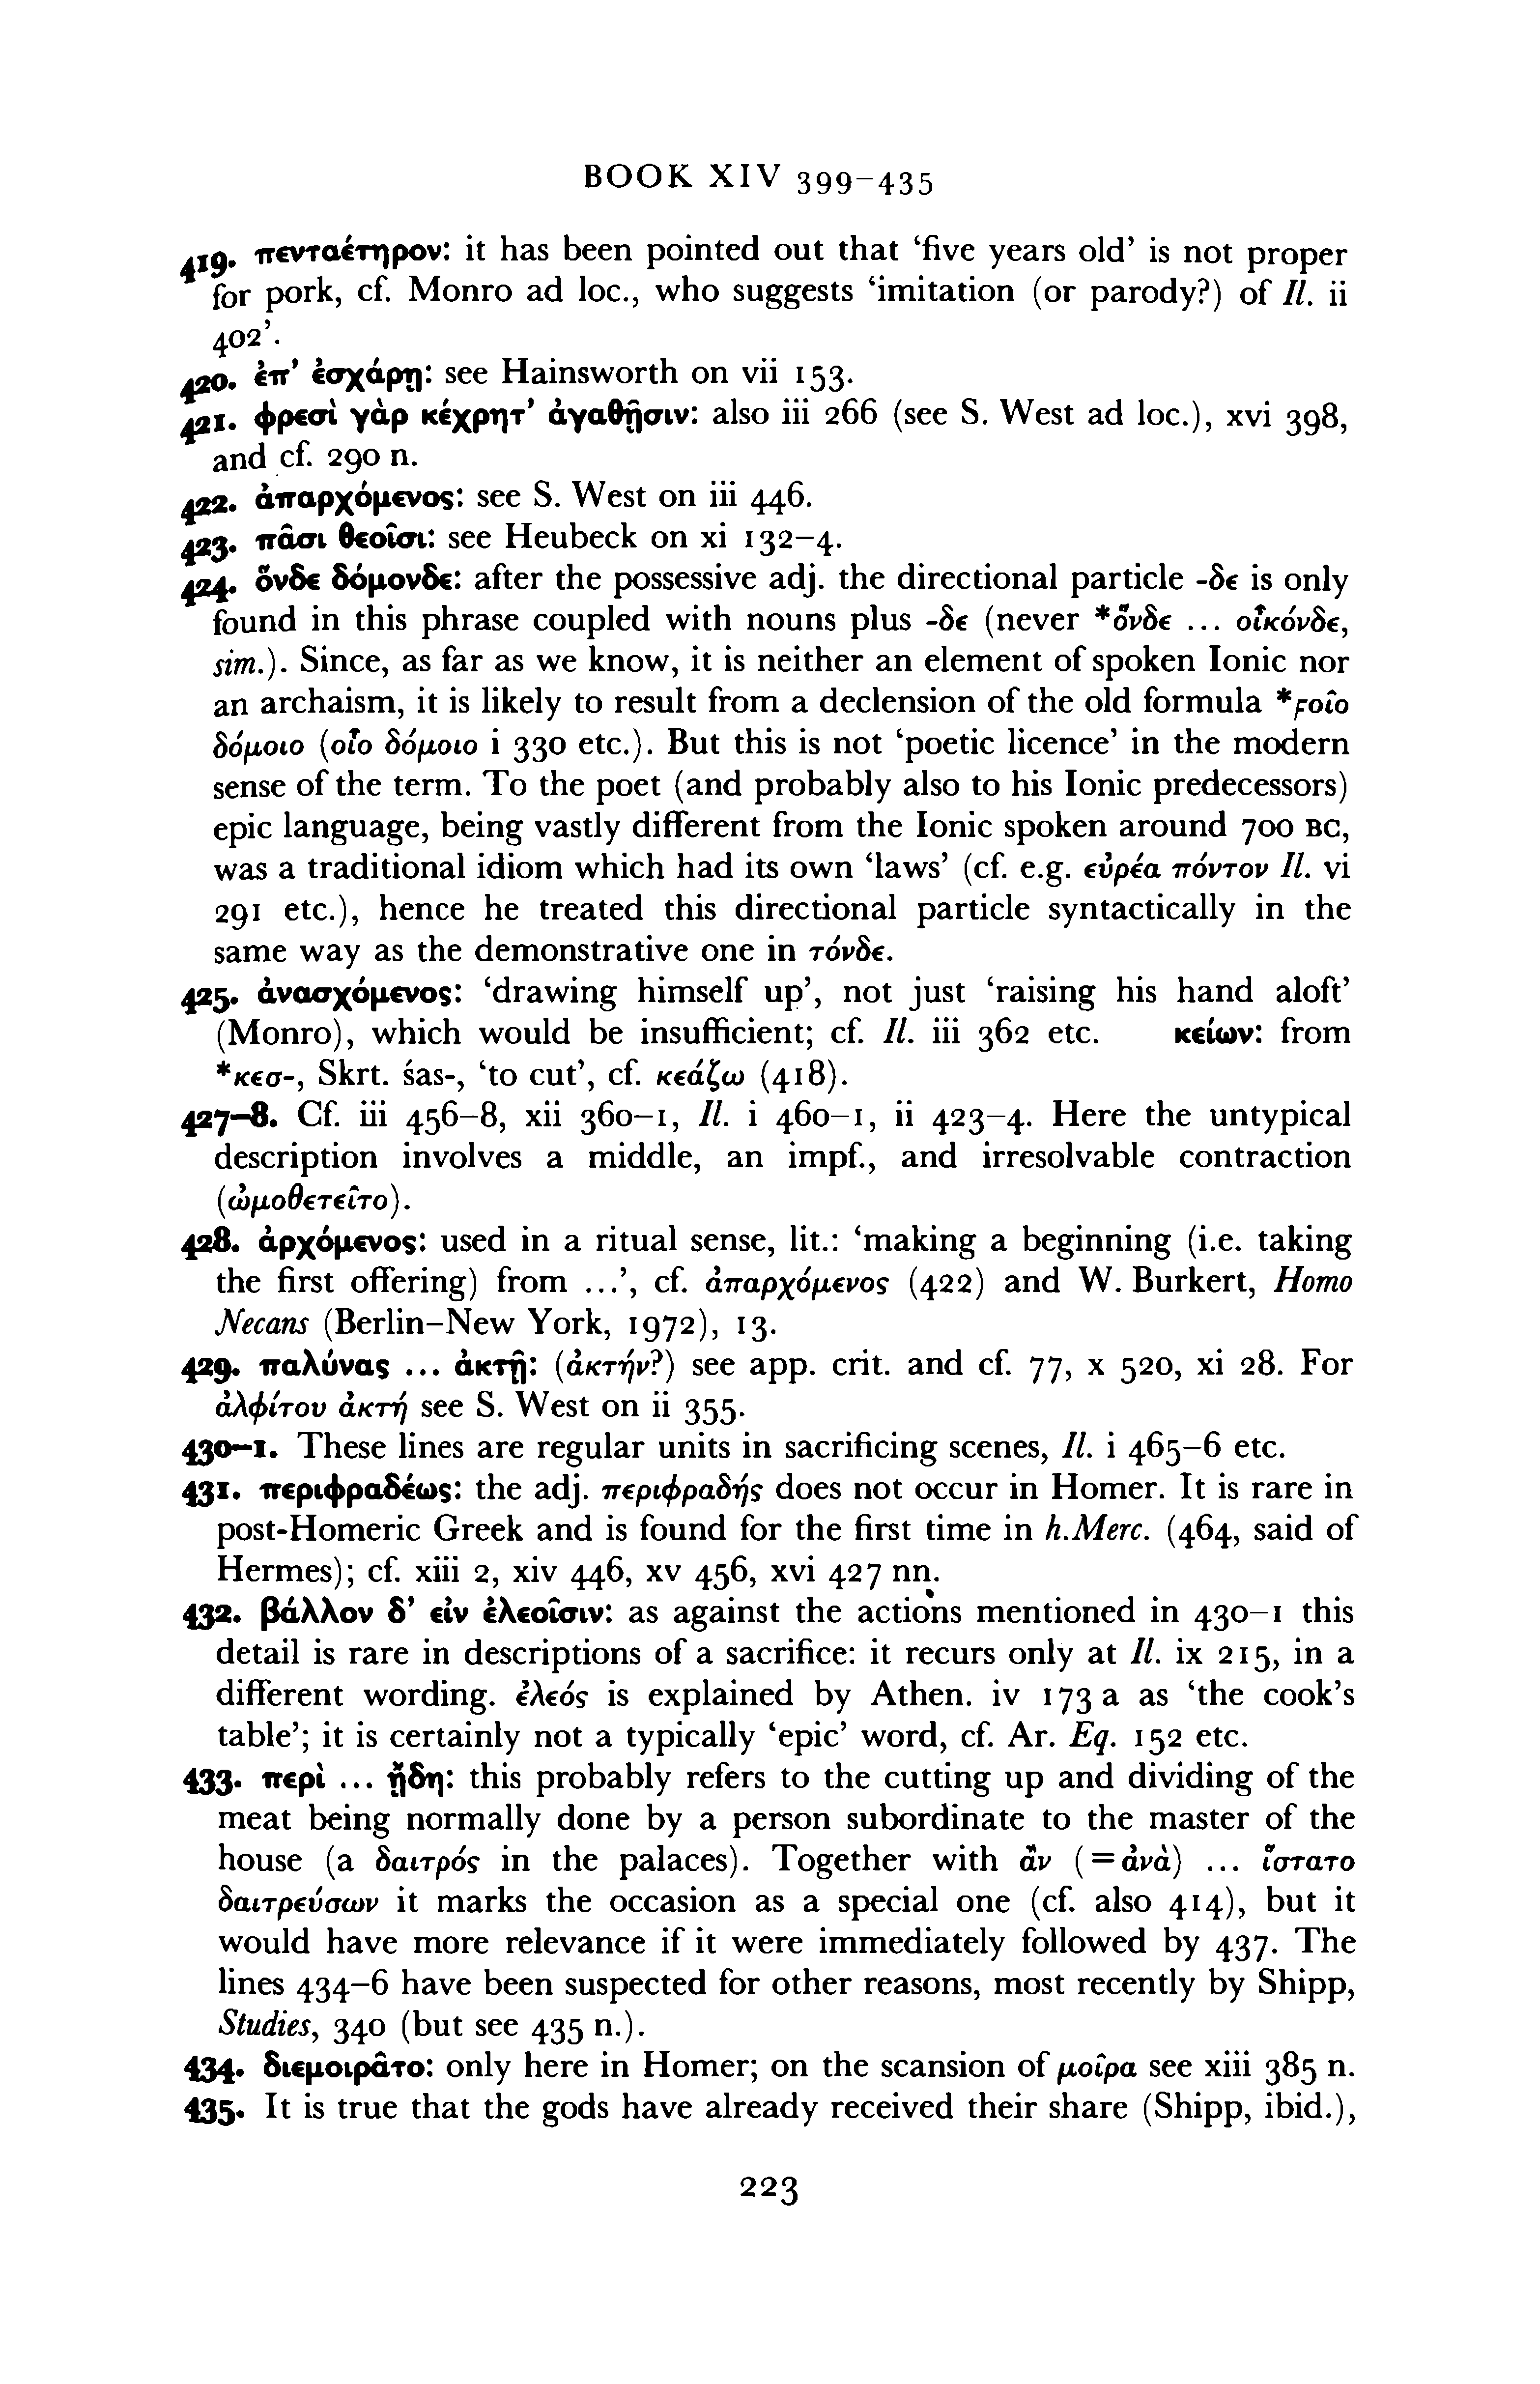 BOOK XIV 399–435
419. πενταέτηρον: it has been pointed out that ‘five years old’ is not proper
for pork, cf. Monro ad loc., who suggests ‘imitation (or parody?) of Il. ii
402’.
420. ἐπ’ ἐσχάρῃ: see Hainsworth on vii 153.
421. φρεσὶ γὰρ κέχρητ’ ἀγαθῇσιν: also iii 266 (see S. West ad loc.), xvi 398,
and cf. 290 n.
422. ἀπαρχόμενος: see S. West on iii 446.
423. πᾶσι θεοῖσι: see Heubeck on xi 132–4.
424. ὅνδε δόμονδε: after the possessive adj. the directional particle -δε is only
found in this phrase coupled with nouns plus -δε (never *ὅνδε ... οἶκόνδε,
sim.). Since, as far as we know, it is neither an element of spoken Ionic nor
an archaism, it is likely to result from a declension of the old formula *ϝοῖο
δόμοιο (οἷο δόμοιο i 330 etc.). But this is not ‘poetic licence’ in the modern
sense of the term. To the poet (and probably also to his Ionic predecessors)
epic language, being vastly different from the Ionic spoken around 700 BC,
was a traditional idiom which had its own ‘laws’ (cf. e.g. εὐρέα πόντον Il. vi
291 etc.), hence he treated this directional particle syntactically in the
same way as the demonstrative one in τόνδε.
425. ἀνασχόμενος: ‘drawing himself up’, not just ‘raising his hand aloft’
(Monro), which would be insufficient; cf. Il. iii 362 etc. κείων: from
*κεσ-, Skrt. śas-, ‘to cut’, cf. κεάζω (418).
427–8. Cf. iii 456–8, xii 360–1, Il. i 460–1, ii 423–4. Here the untypical
description involves a middle, an impf., and irresolvable contraction
(ὠμοθετεῖτο).
428. ἀρχόμενος: used in a ritual sense, lit.: ‘making a beginning (i.e. taking
the first offering) from ...’, cf. ἀπαρχόμενος (422) and W. Burkert, Homo
Necans (Berlin–New York, 1972), 13.
429. παλύνας ... ἀκτῇ: (ἀκτήν?) see app. crit. and cf. 77, x 520, xi 28. For
ἀλφίτου ἀκτή see S. West on ii 355.
430–1. These lines are regular units in sacrificing scenes, Il. i 465–6 etc.
431. περιφραδέως: the adj. περιφραδής does not occur in Homer. It is rare in
post-Homeric Greek and is found for the first time in h.Merc. (464, said of
Hermes); cf. xiii 2, xiv 446, xv 456, xvi 427 nn.
432. βάλλον δ’ εἰν ἐλεοῖσιν: as against the actions mentioned in 430–1 this
detail is rare in descriptions of a sacrifice: it recurs only at Il. ix 215, in a
different wording. ἐλεός is explained by Athen. iv 173 a as ‘the cook’s
table’; it is certainly not a typically ‘epic’ word, cf. Ar. Eq. 152 etc.
433. περὶ ... ᾔδη: this probably refers to the cutting up and dividing of the
meat being normally done by a person subordinate to the master of the
house (a δαιτρός in the palaces). Together with ἄν (=ἀνά) ... ἵστατο
δαιτρεύσων it marks the occasion as a special one (cf. also 414), but it
would have more relevance if it were immediately followed by 437. The
lines 434–6 have been suspected for other reasons, most recently by Shipp,
Studies, 340 (but see 435 n.).
434. διεμοιρᾶτο: only here in Homer; on the scansion of μοῖρα see xiii 385 n.
435. It is true that the gods have already received their share (Shipp, ibid.),
223